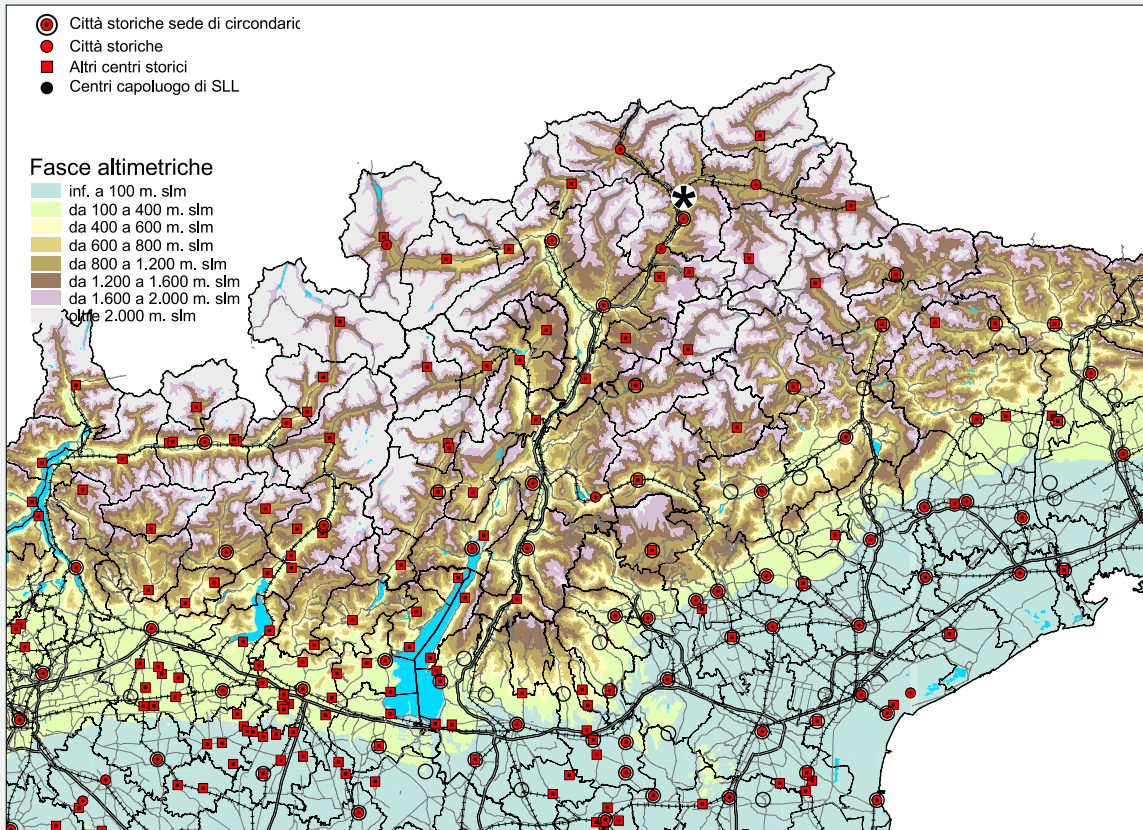 Città storiche sede di circondaric
Città storiche
Altri centri storici
Centri capoluogo di SLL
Fasce altimetriche
inf. a 100 m. slm
da 100 a 400 m. slm
da 400 a 600 m. slm
da 600 a 800 m. slm
da 800 a 1.200 m. slm
da 1.200 a 1.600 m. slm
da 1.600 a 2.000 m. slm
oltre 2.000 m. slm
*